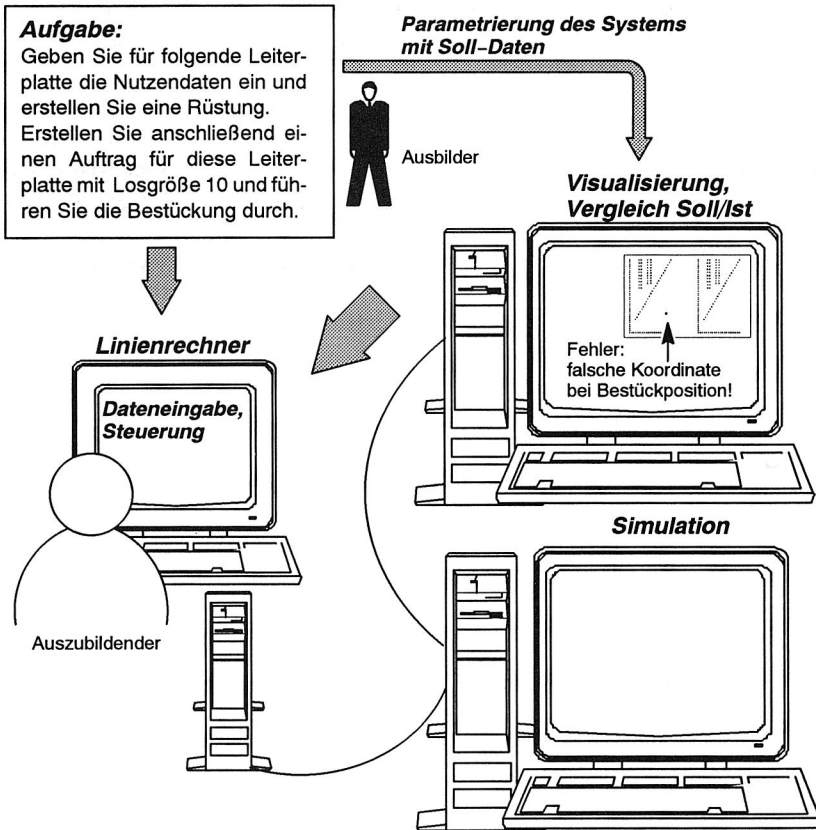 Aufgabe:
Geben Sie für folgende Leiter-
platte die Nutzendaten ein und
erstellen Sie eine Rüstung.
Erstellen Sie anschließend ei-
nen Auftrag für diese Leiter-
platte mit Losgröße 10 und füh-
ren Sie die Bestückung durch.
Parametrierung des Systems
mit Soll-Daten
Ausbilder
Visualisierung,
Vergleich Soll/Ist
Fehler:
falsche Koordinate
bei Bestückposition!
Linienrechner
Dateneingabe,
Steuerung
Auszubildender
Simulation